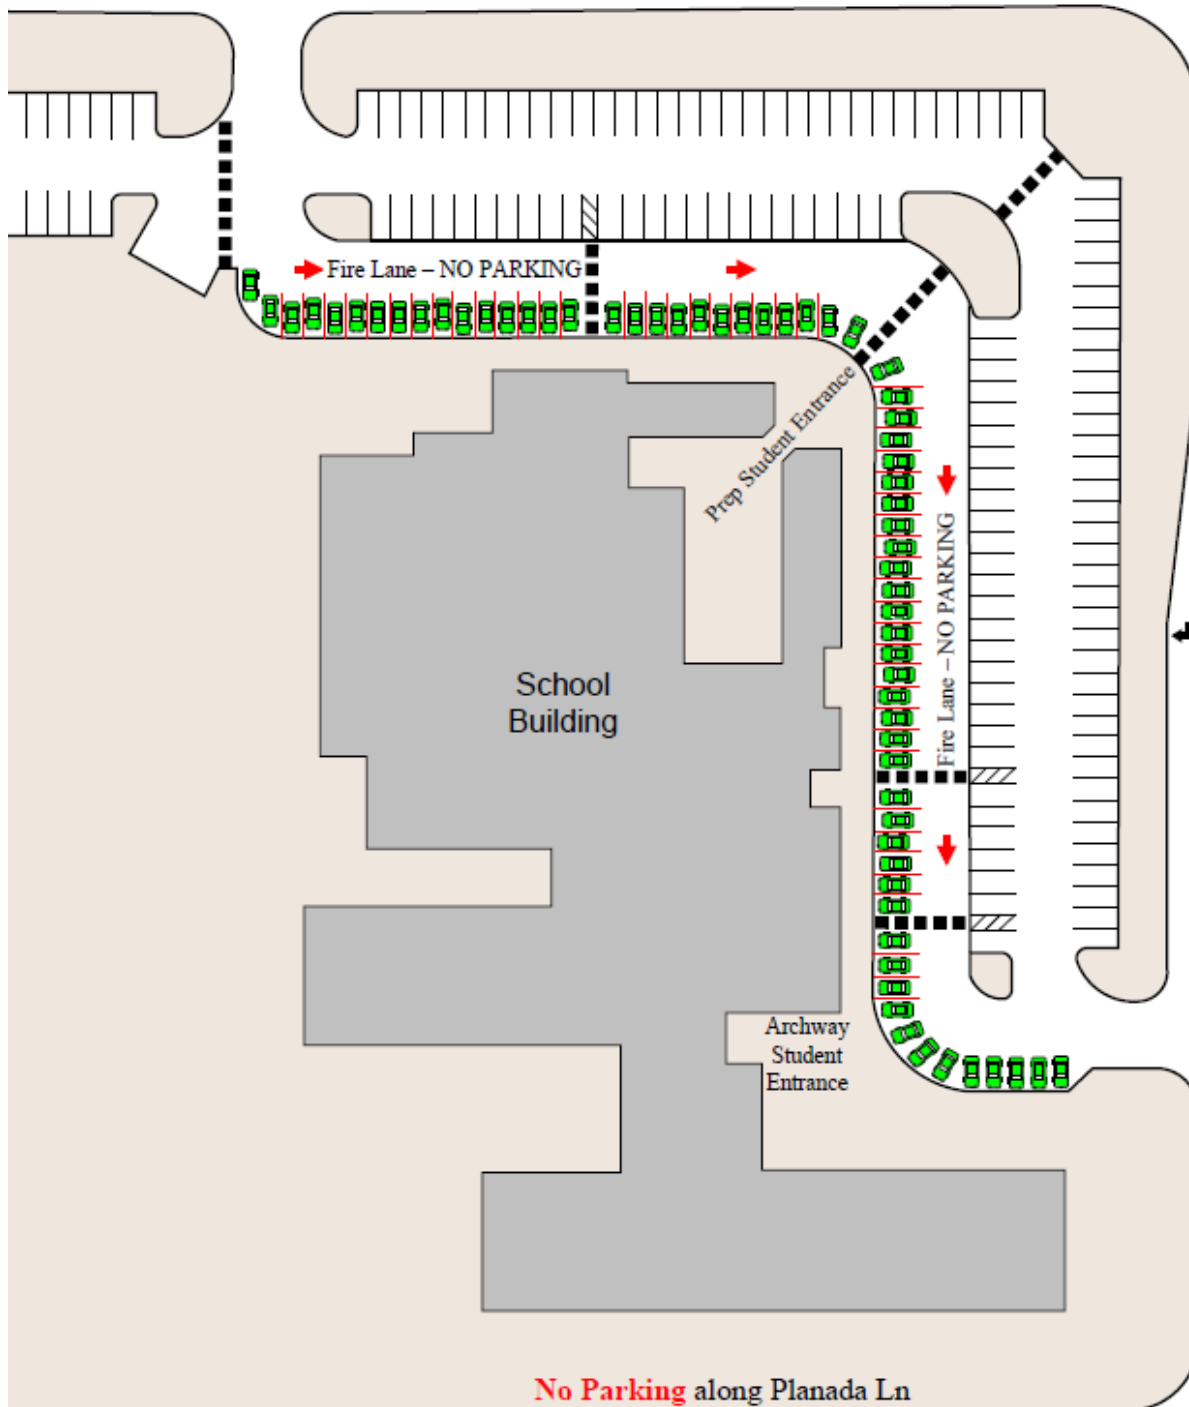 Fire Lane – NO PARKING
Prep Student Entrance
Fire Lane – NO PARKING
School
Building
Archway
Student
Entrance
No Parking along Planada Ln